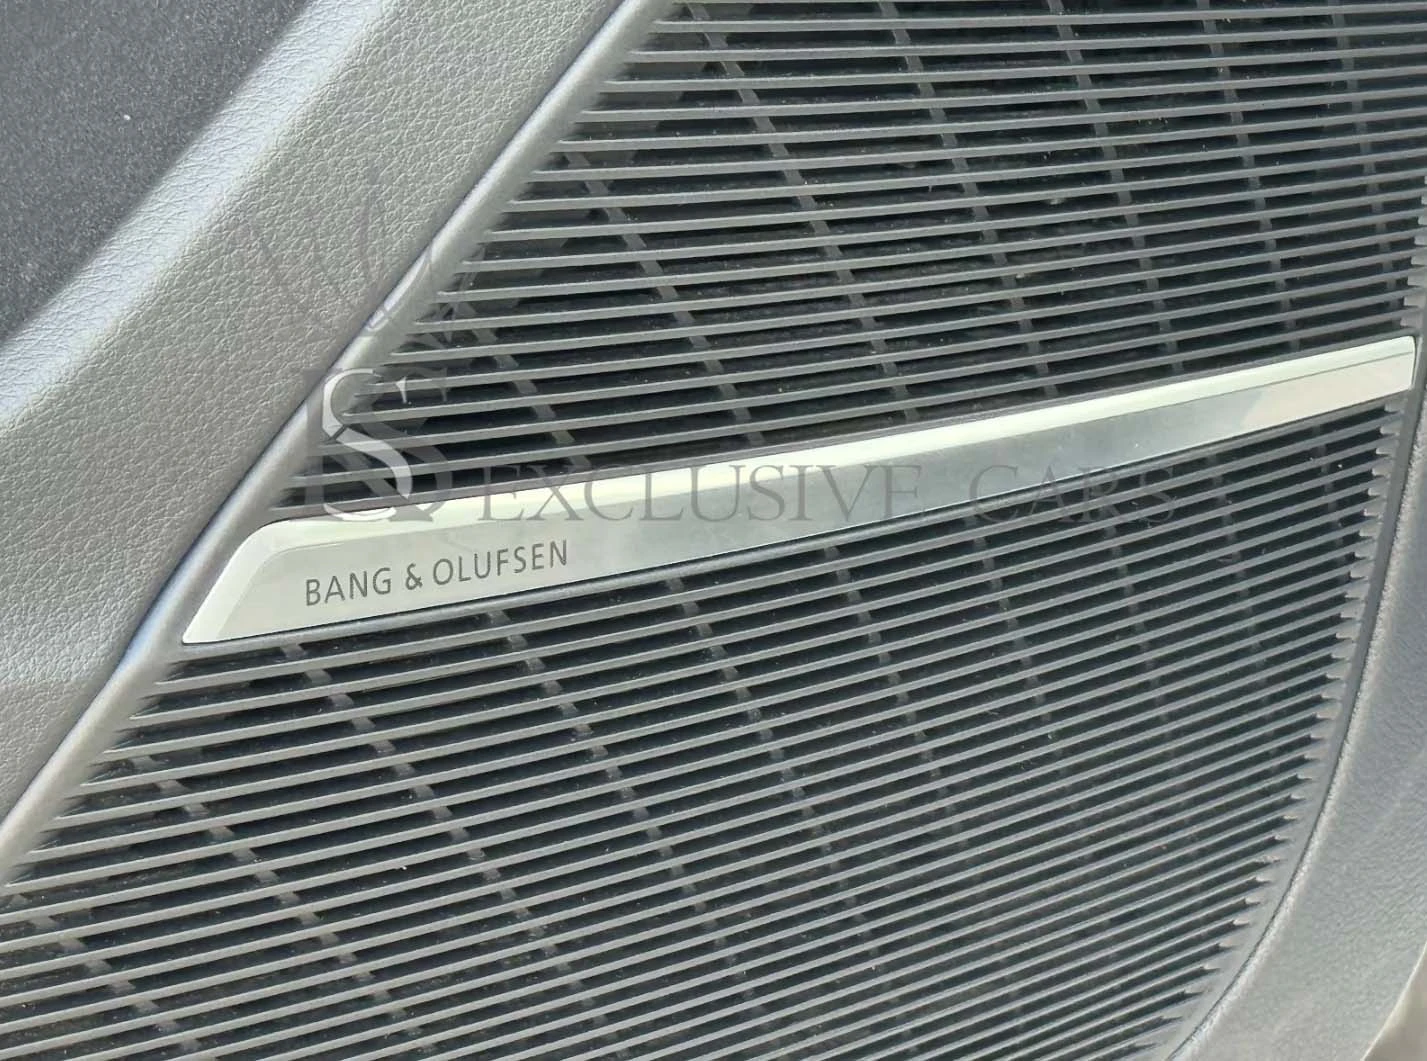 EXCLUSIVE CARS
BANG & OLUFSEN